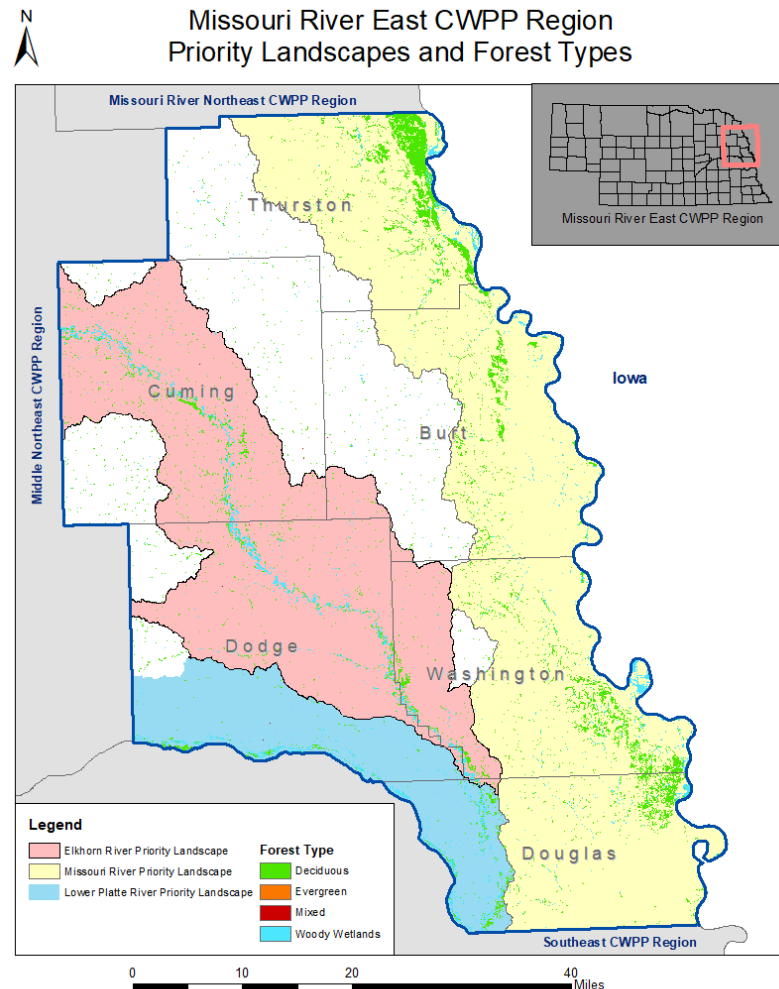 N
Missouri River East CWPP Region
Priority Landscapes and Forest Types
Missouri River Northeast CWPP Region
Missouri River East CWPP Region
Thurston
Middle Northeast CWPP Region
Iowa
Cuming
Burt
Dodge
Washington
Douglas
Legend
Elkhorn River Priority Landscape
Missouri River Priority Landscape
Lower Platte River Priority Landscape
Forest Type
Deciduous
Evergreen
Mixed
Woody Wetlands
Southeast CWPP Region
0 10 20 40
Miles